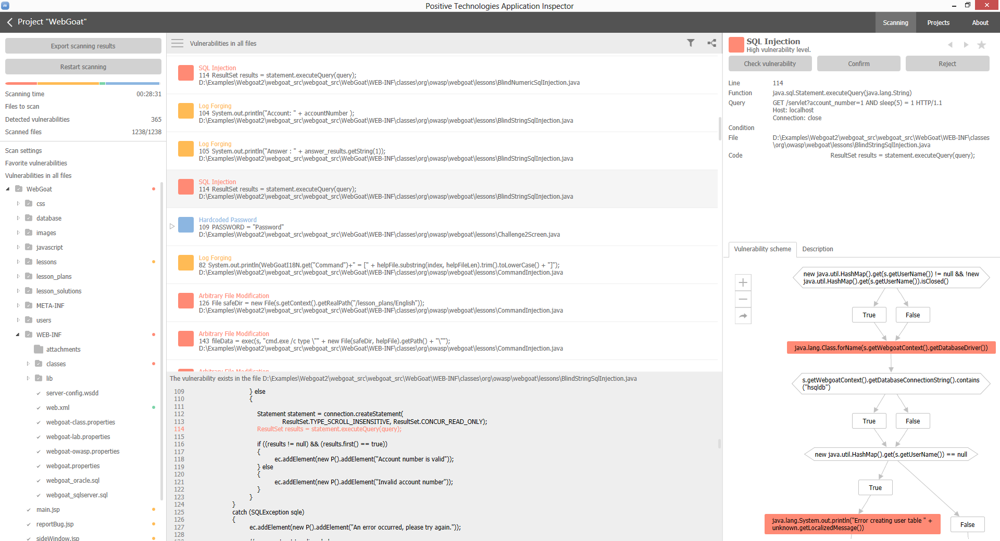 AI
Positive Technologies Application Inspector
Project "WebGoat"
Scanning
Projects
About
Export scanning results
Restart scanning
Scanning time 00:28:31
Files to scan
Detected vulnerabilities 365
Scanned files 1238/1238
Scan settings
Favorite vulnerabilities
Vulnerabilities in all files
WebGoat
css
database
images
javascript
lessons
lesson_plans
lesson_solutions
META-INF
users
WEB-INF
attachments
classes
lib
server-config.wsdd
web.xml
webgoat-class.properties
webgoat-lab.properties
webgoat-owasp.properties
webgoat.properties
webgoat_oracle.sql
webgoat_sqlserver.sql
main.jsp
reportBug.jsp
sideWindow.jsp
Vulnerabilities in all files
SQL Injection
114 ResultSet results = statement.executeQuery(query);
D:\Examples\Webgoat2\webgoat_src\webgoat_src\WebGoat\WEB-INF\classes\org\owasp\webgoat\lessons\BlindNumericSqlInjection.java
Log Forging
104 System.out.println("Account: " + accountNumber );
D:\Examples\Webgoat2\webgoat_src\webgoat_src\WebGoat\WEB-INF\classes\org\owasp\webgoat\lessons\BlindStringSqlInjection.java
Log Forging
105 System.out.println("Answer : " + answer_results.getString(1));
D:\Examples\Webgoat2\webgoat_src\webgoat_src\WebGoat\WEB-INF\classes\org\owasp\webgoat\lessons\BlindStringSqlInjection.java
SQL Injection
114 ResultSet results = statement.executeQuery(query);
D:\Examples\Webgoat2\webgoat_src\webgoat_src\WebGoat\WEB-INF\classes\org\owasp\webgoat\lessons\BlindStringSqlInjection.java
Hardcoded Password
109 PASSWORD = "Password"
D:\Examples\Webgoat2\webgoat_src\webgoat_src\WebGoat\WEB-INF\classes\org\owasp\webgoat\lessons\Challenge2Screen.java
Log Forging
82 System.out.println(WebGoatI18N.get("Command")+" = [" + helpFile.substring(index, helpFileLen).trim().toLowerCase() + "]");
D:\Examples\Webgoat2\webgoat_src\webgoat_src\WebGoat\WEB-INF\classes\org\owasp\webgoat\lessons\CommandInjection.java
Arbitrary File Modification
126 File safeDir = new File(s.getContext().getRealPath("/lesson_plans/English"));
D:\Examples\Webgoat2\webgoat_src\webgoat_src\WebGoat\WEB-INF\classes\org\owasp\webgoat\lessons\CommandInjection.java
Arbitrary File Modification
143 fileData = exec(s, "cmd.exe /c type \"" + new File(safeDir, helpFile).getPath() + "\"");
D:\Examples\Webgoat2\webgoat_src\webgoat_src\WebGoat\WEB-INF\classes\org\owasp\webgoat\lessons\CommandInjection.java
Arbitrary File Modification
The vulnerability exists in the file D:\Examples\Webgoat2\webgoat_src\webgoat_src\WebGoat\WEB-INF\classes\org\owasp\webgoat\lessons\BlindStringSqlInjection.java
109 } else
110 {
111
112 Statement statement = connection.createStatement(
113 ResultSet.TYPE_SCROLL_INSENSITIVE, ResultSet.CONCUR_READ_ONLY);
114 ResultSet results = statement.executeQuery(query);
115
116 if ((results != null) && (results.first() == true))
117 {
118 ec.addElement(new P().addElement("Account number is valid"));
119 } else
120 {
121 ec.addElement(new P().addElement("Invalid account number"));
122 }
123 }
124 }
125 catch (SQLException sqle)
126 {
127 ec.addElement(new P().addElement("An error occurred, please try again."));
128
SQL Injection
High vulnerability level.
Check vulnerability
Confirm
Reject
Line 114
Function java.sql.Statement.executeQuery(java.lang.String)
Query GET /servlet?account_number=1 AND sleep(5) = 1 HTTP/1.1
Host: localhost
Connection: close
Condition
File D:\Examples\Webgoat2\webgoat_src\webgoat_src\WebGoat\WEB-INF\classes
\org\owasp\webgoat\lessons\BlindStringSqlInjection.java
Code ResultSet results = statement.executeQuery(query);
Vulnerability scheme
Description
new java.util.HashMap().get(s.getUserName()) != null && !new
java.util.HashMap().get(s.getUserName()).isClosed()
True
False
java.lang.Class.forName(s.getWebgoatContext().getDatabaseDriver())
s.getWebgoatContext().getDatabaseConnectionString().contains
("hsqldb")
True
False
new java.util.HashMap().get(s.getUserName()) == null
True
java.lang.System.out.println("Error creating user table " +
unknown.getLocalizedMessage())
False